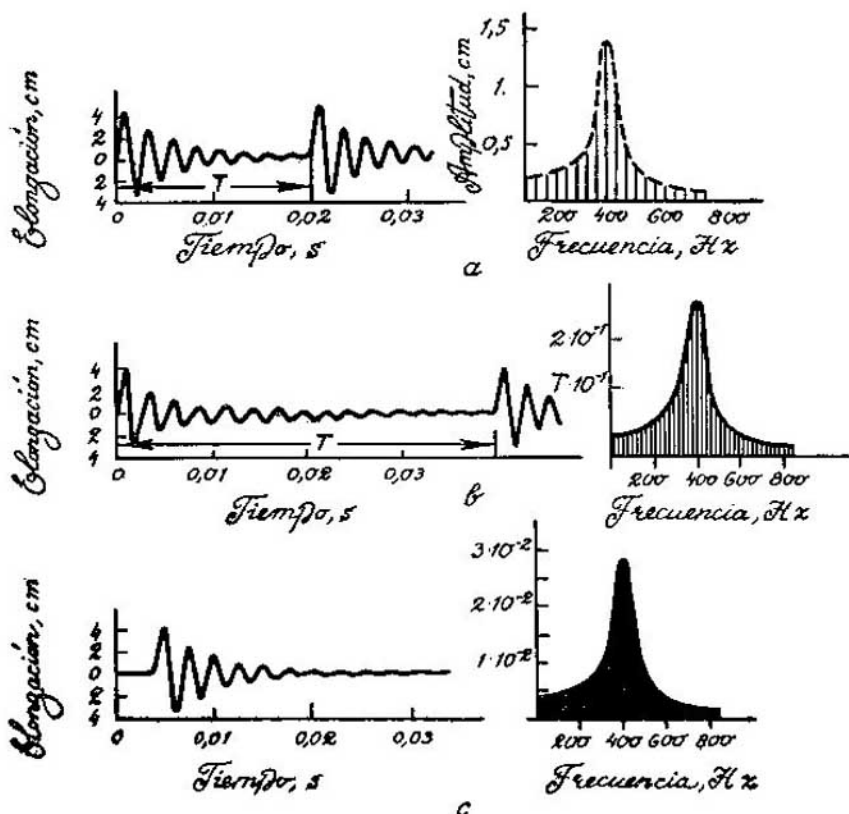 Elongación, cm
4
2
0
2
4
T
0 0,01 0,02 0,03
Tiempo, s
Amplitud, cm
1,5
1.
0,5
200 400 600 800
Frecuencia, Hz
a
Elongación, cm
4
2
0
2
4
T
0 0,01 0,02 0,03
Tiempo, s
2·10⁻¹
T·10⁻¹
200 400 600 800
Frecuencia, Hz
b
Elongación, cm
4
2
0
2
4
0 0,01 0,02 0,03
Tiempo, s
3·10⁻²
2·10⁻²
1·10⁻²
200 400 600 800
Frecuencia, Hz
c